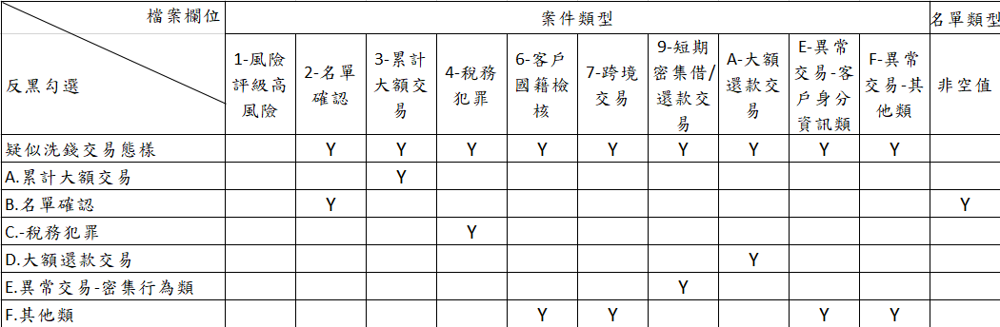 檔案欄位 案件類型 名單類型
反黑勾選 1-風險評級高風險 2-名單確認 3-累計大額交易 4-稅務犯罪 6-客戶國籍檢核 7-跨境交易 9-短期密集借/還款交易 A-大額還款交易 E-異常交易-客戶身分資訊類 F-異常交易-其他類 非空值
疑似洗錢交易態樣 Y Y Y Y Y Y Y Y Y
A.累計大額交易 Y
B.名單確認 Y Y
C.-稅務犯罪 Y
D.大額還款交易 Y
E.異常交易-密集行為類 Y
F.其他類 Y Y Y Y